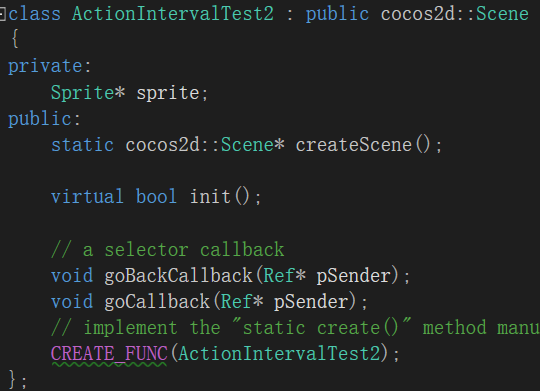 class ActionIntervalTest2 : public cocos2d::Scene
{
private:
Sprite* sprite;
public:
static cocos2d::Scene* createScene();
virtual bool init();
// a selector callback
void goBackCallback(Ref* pSender);
void goCallback(Ref* pSender);
// implement the "static create()" method manu
CREATE_FUNC(ActionIntervalTest2);
};